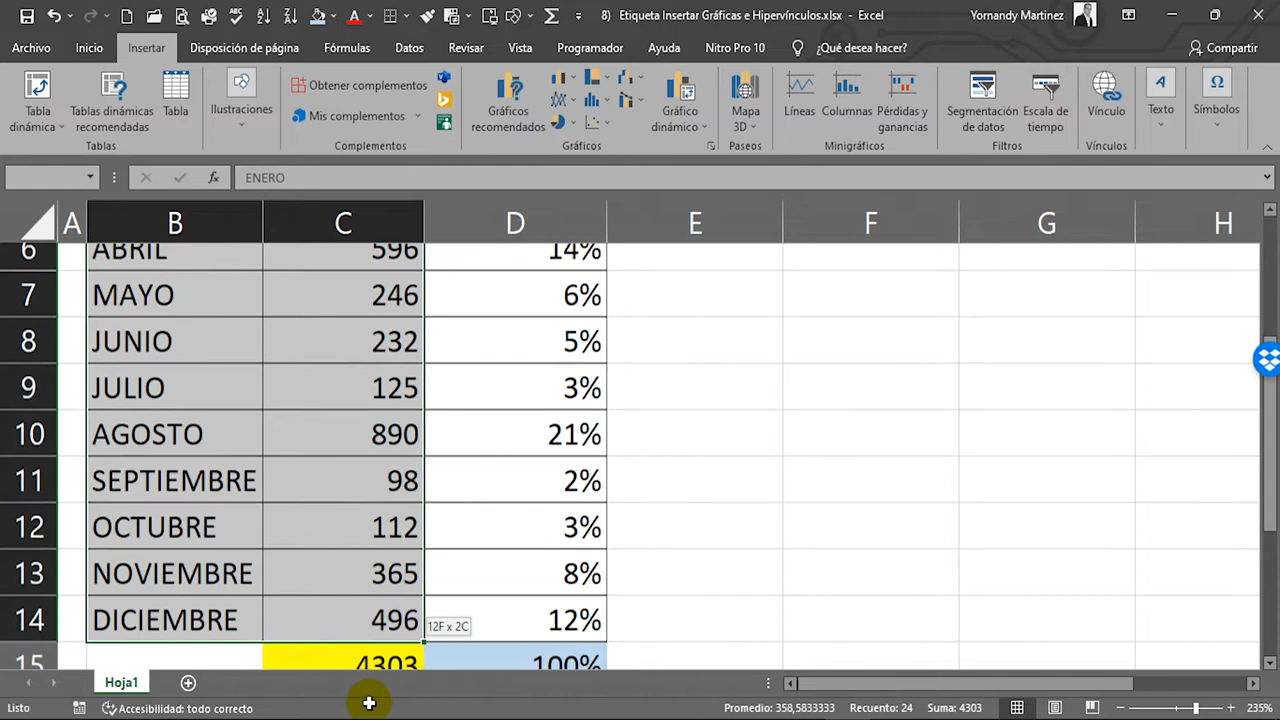 8) Etiqueta Insertar Gráficas e Hipervínculos.xlsx - Excel
Yornandy Martinez
Archivo Inicio Insertar Disposición de página Fórmulas Datos Revisar Vista Programador Ayuda Nitro Pro 10 ¿Qué desea hacer? Compartir
Tabla dinámica
Tablas dinámicas recomendadas
Tabla
Tablas
Ilustraciones
Obtener complementos
Mis complementos
Complementos
Gráficos recomendados
Gráfico dinámico
Gráficos
Mapa 3D
Paseos
Líneas
Columnas
Pérdidas y ganancias
Minigráficos
Segmentación de datos
Escala de tiempo
Filtros
Vínculo
Vínculos
A
Texto
Ω
Símbolos
fx ENERO
A B C D E F G H
6 ABRIL 596 14%
7 MAYO 246 6%
8 JUNIO 232 5%
9 JULIO 125 3%
10 AGOSTO 890 21%
11 SEPTIEMBRE 98 2%
12 OCTUBRE 112 3%
13 NOVIEMBRE 365 8%
14 DICIEMBRE 496 12%
12F x 2C
15 4303 100%
Hoja1
Listo Accesibilidad: todo correcto Promedio: 358,5833333 Recuento: 24 Suma: 4303 235%